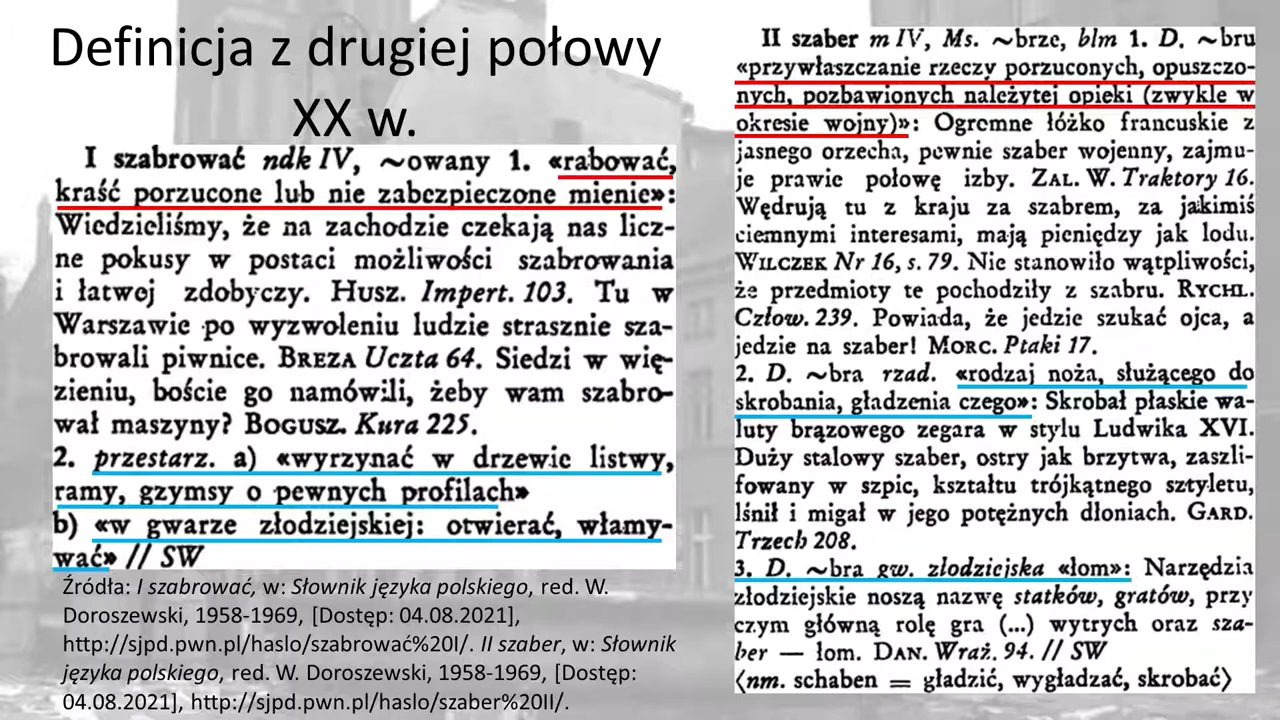 Definicja z drugiej połowy
XX w.
I szabrować ndk IV, ~owany 1. «rabować,
kraść porzucone lub nie zabezpieczone mienie»:
Wiedzieliśmy, że na zachodzie czekają nas licz-
ne pokusy w postaci możliwości szabrowania
i łatwej zdobyczy. HUSZ. Impert. 103. Tu w
Warszawie po wyzwoleniu ludzie strasznie sza-
browali piwnice. BREZA Uczta 64. Siedzi w wię-
zieniu, boście go namówili, żeby wam szabro-
wał maszyny? BOGUSZ. Kura 225.
2. przestarz. a) «wyrzynać w drzewie listwy,
ramy, gzymsy o pewnych profilach»
b) «w gwarze złodziejskiej: otwierać, włamy-
wać» // SW
Źródła: I szabrować, w: Słownik języka polskiego, red. W.
Doroszewski, 1958-1969, [Dostęp: 04.08.2021],
http://sjpd.pwn.pl/haslo/szabrować%20I/. II szaber, w: Słownik
języka polskiego, red. W. Doroszewski, 1958-1969, [Dostęp:
04.08.2021], http://sjpd.pwn.pl/haslo/szaber%20II/.
II szaber m IV, Ms. ~brze, blm 1. D. ~bru
«przywłaszczanie rzeczy porzuconych, opuszczo-
nych, pozbawionych należytej opieki (zwykle w
okresie wojny)»: Ogromne łóżko francuskie z
jasnego orzecha, pewnie szaber wojenny, zajmu-
je prawie połowę izby. ZAL. W. Traktory 16.
Wędrują tu z kraju za szabrem, za jakimiś
ciemnymi interesami, mają pieniędzy jak lodu.
WILCZEK Nr 16, s. 79. Nie stanowiło wątpliwości,
że przedmioty te pochodziły z szabru. RYCHL.
Człow. 239. Powiada, że jedzie szukać ojca, a
jedzie na szaber! MORC. Ptaki 17.
2. D. ~bra rzad. «rodzaj noża, służącego do
skrobania, gładzenia czego»: Skrobał płaskie wa-
luty brązowego zegara w stylu Ludwika XVI.
Duży stalowy szaber, ostry jak brzytwa, zaszli-
fowany w szpic, kształtu trójkątnego sztyletu,
lśnił i migał w jego potężnych dłoniach. GARD.
Trzech 208.
3. D. ~bra gw. złodziejska «łom»: Narzędzia
złodziejskie noszą nazwę statków, gratów, przy
czym główną rolę gra (...) wytrych oraz sza-
ber — łom. DAN. Wraż. 94. // SW
⟨nm. schaben = gładzić, wygładzać, skrobać⟩